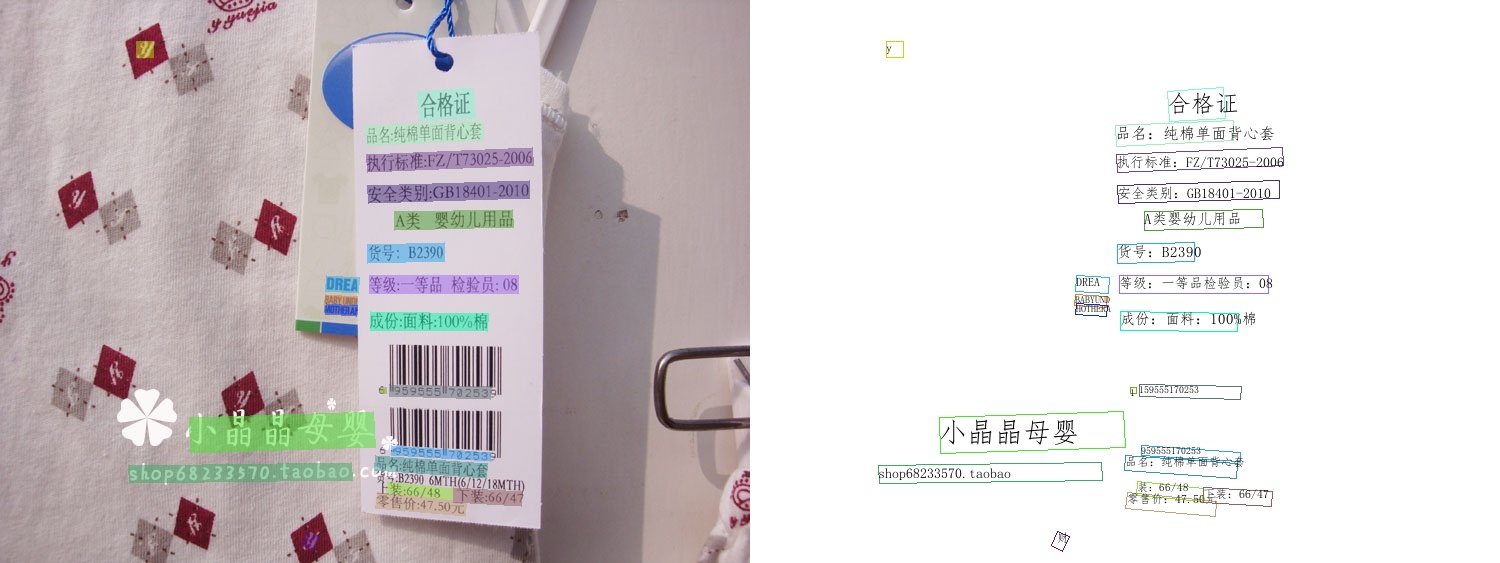 y yuejia
合格证
品名:纯棉单面背心套
执行标准:FZ/T73025-2006
安全类别:GB18401-2010
A类 婴幼儿用品
货号: B2390
等级:一等品 检验员: 08
成份:面料:100%棉
DREA
BABY UND
MOTHER A
6 959555 702539
小晶晶母婴
shop68233570.taobao.com
6 959555 702539
品名:纯棉单面背心套
货号:B2390 6MTH(6/12/18MTH)
上装:66/48 下装:66/47
零售价:47.50元
y
合格证
品名: 纯棉单面背心套
执行标准: FZ/T73025-2006
安全类别: GB18401-2010
A类婴幼儿用品
货号: B2390
等级: 一等品检验员: 08
DREA
BABYUND
MOTHERA
成份: 面料: 100%棉
159555170253
小晶晶母婴
959555170253
品名: 纯棉单面背心套
shop68233570.taobao
装: 66/48
下装: 66/47
零售价: 47.50元